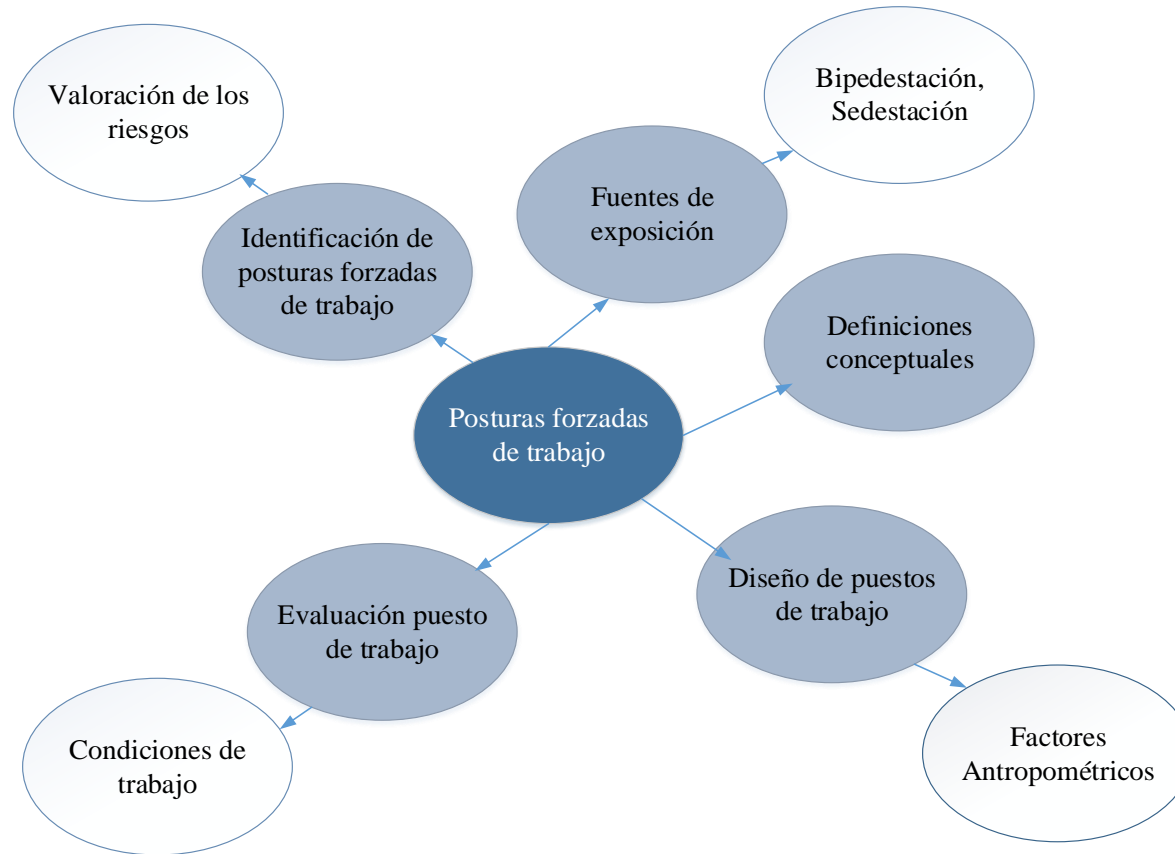 Valoración de los
riesgos
Bipedestación,
Sedestación
Fuentes de
exposición
Identificación de
posturas forzadas
de trabajo
Definiciones
conceptuales
Posturas forzadas
de trabajo
Evaluación puesto
de trabajo
Diseño de puestos
de trabajo
Condiciones de
trabajo
Factores
Antropométricos